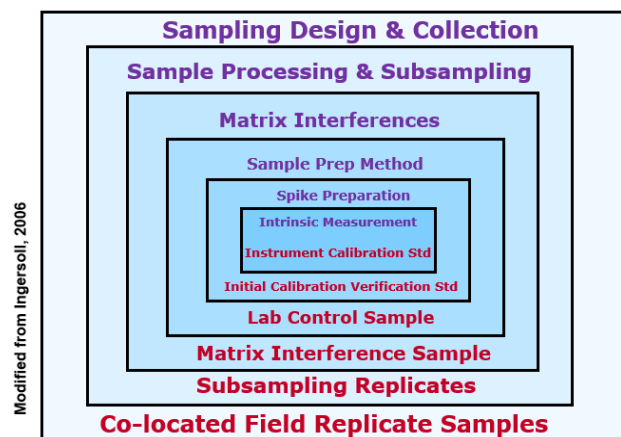 Sampling Design & Collection
Sample Processing & Subsampling
Matrix Interferences
Sample Prep Method
Spike Preparation
Intrinsic Measurement
Instrument Calibration Std
Initial Calibration Verification Std
Lab Control Sample
Matrix Interference Sample
Subsampling Replicates
Co-located Field Replicate Samples
Modified from Ingersoll, 2006